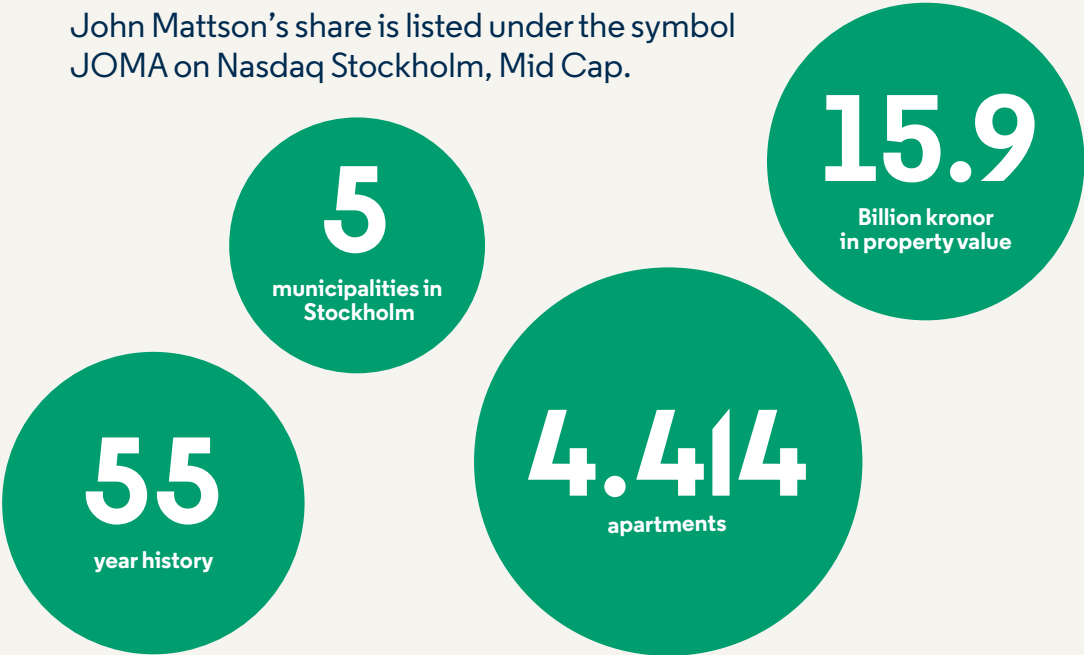 John Mattson’s share is listed under the symbol
JOMA on Nasdaq Stockholm, Mid Cap.
15.9
Billion kronor
in property value
5
municipalities in
Stockholm
4.414
apartments
55
year history